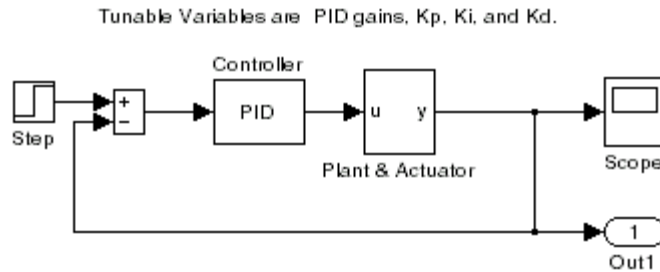 Tunable Variables are PID gains, Kp, Ki, and Kd.
Controller
+
−
PID
u y
Step
Plant & Actuator
Scope
1
Out1